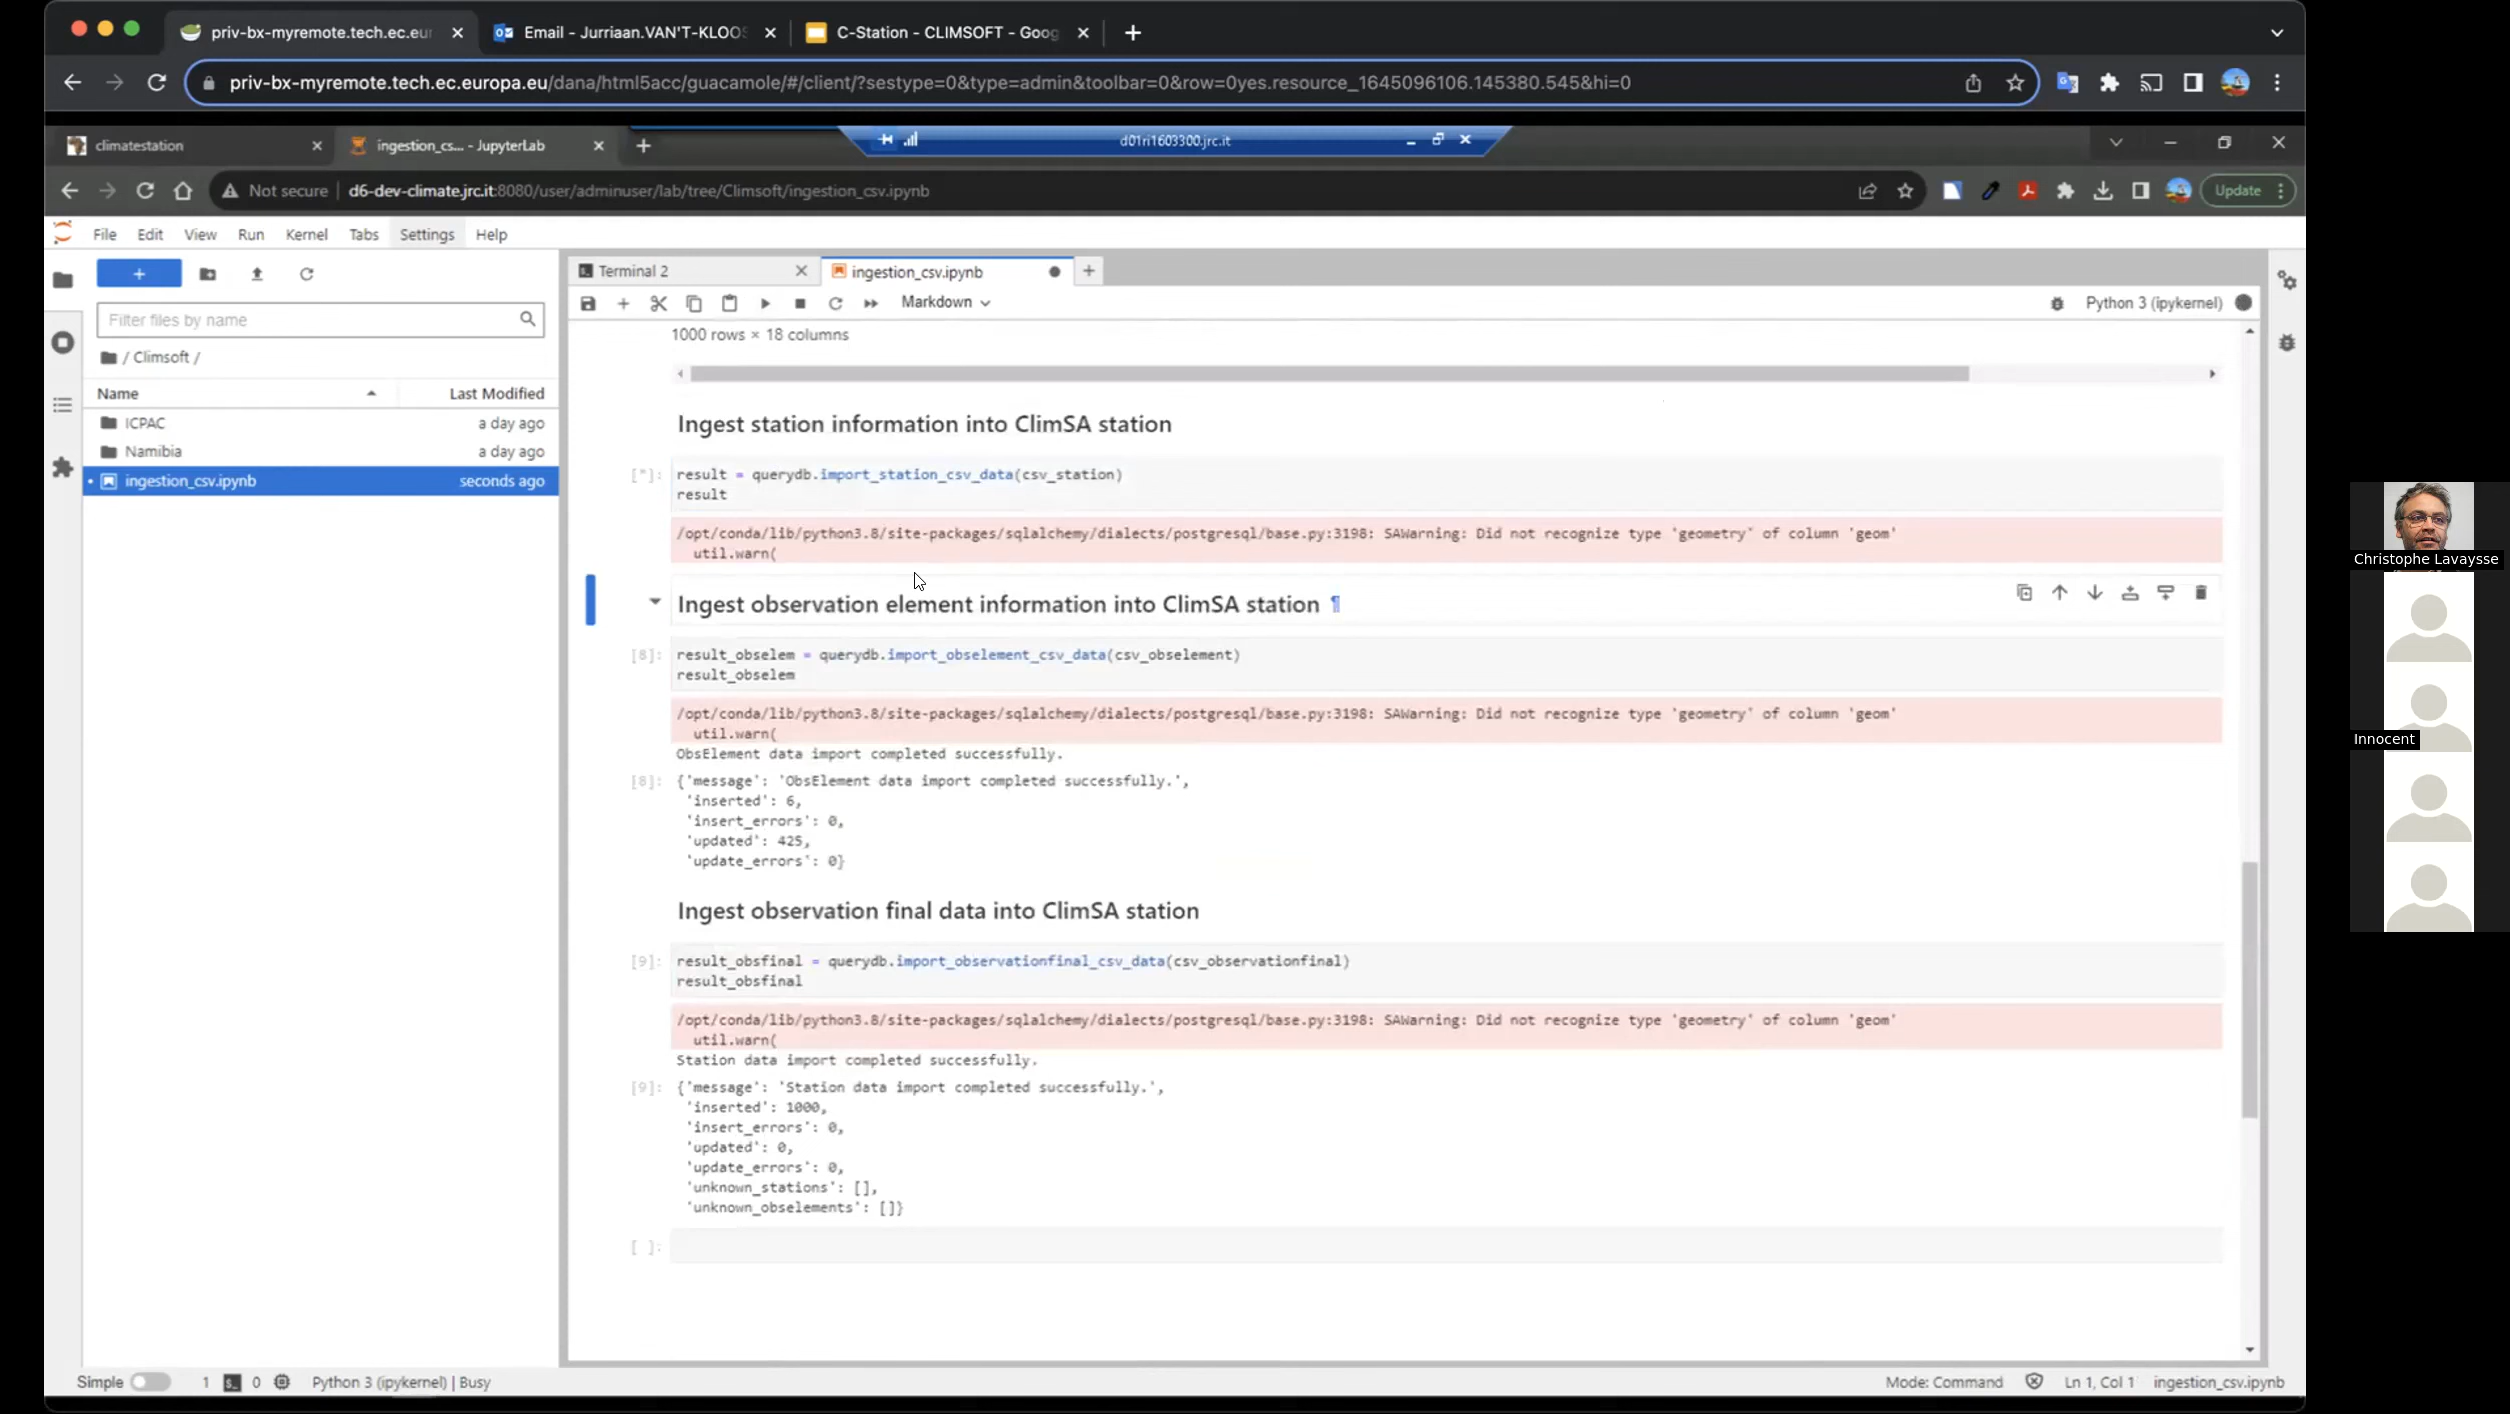 priv-bx-myremote.tech.ec.eur
Email - Jurriaan.VAN'T-KLOOS
C-Station - CLIMSOFT - Goog
priv-bx-myremote.tech.ec.europa.eu/dana/html5acc/guacamole/#/client/?sestype=0&type=admin&toolbar=0&row=0yes.resource_1645096106.145380.545&hi=0
climatestation
ingestion_cs... - JupyterLab
d01ri1603300.jrc.it
Not secure
d6-dev-climate.jrc.it:8080/user/adminuser/lab/tree/Climsoft/ingestion_csv.ipynb
Update
File Edit View Run Kernel Tabs Settings Help
Terminal 2
ingestion_csv.ipynb
Markdown
Python 3 (ipykernel)
Filter files by name
/ Climsoft /
Name Last Modified
ICPAC a day ago
Namibia a day ago
ingestion_csv.ipynb seconds ago
1000 rows × 18 columns
Ingest station information into ClimSA station
[*]: result = querydb.import_station_csv_data(csv_station)
result
/opt/conda/lib/python3.8/site-packages/sqlalchemy/dialects/postgresql/base.py:3198: SAWarning: Did not recognize type 'geometry' of column 'geom'
util.warn(
Ingest observation element information into ClimSA station ¶
[8]: result_obselem = querydb.import_obselement_csv_data(csv_obselement)
result_obselem
/opt/conda/lib/python3.8/site-packages/sqlalchemy/dialects/postgresql/base.py:3198: SAWarning: Did not recognize type 'geometry' of column 'geom'
util.warn(
ObsElement data import completed successfully.
[8]: {'message': 'ObsElement data import completed successfully.',
'inserted': 6,
'insert_errors': 0,
'updated': 425,
'update_errors': 0}
Ingest observation final data into ClimSA station
[9]: result_obsfinal = querydb.import_observationfinal_csv_data(csv_observationfinal)
result_obsfinal
/opt/conda/lib/python3.8/site-packages/sqlalchemy/dialects/postgresql/base.py:3198: SAWarning: Did not recognize type 'geometry' of column 'geom'
util.warn(
Station data import completed successfully.
[9]: {'message': 'Station data import completed successfully.',
'inserted': 1000,
'insert_errors': 0,
'updated': 0,
'update_errors': 0,
'unknown_stations': [],
'unknown_obselements': []}
[ ]:
Simple 1 0 Python 3 (ipykernel) | Busy
Mode: Command Ln 1, Col 1 ingestion_csv.ipynb
Christophe Lavaysse
Innocent